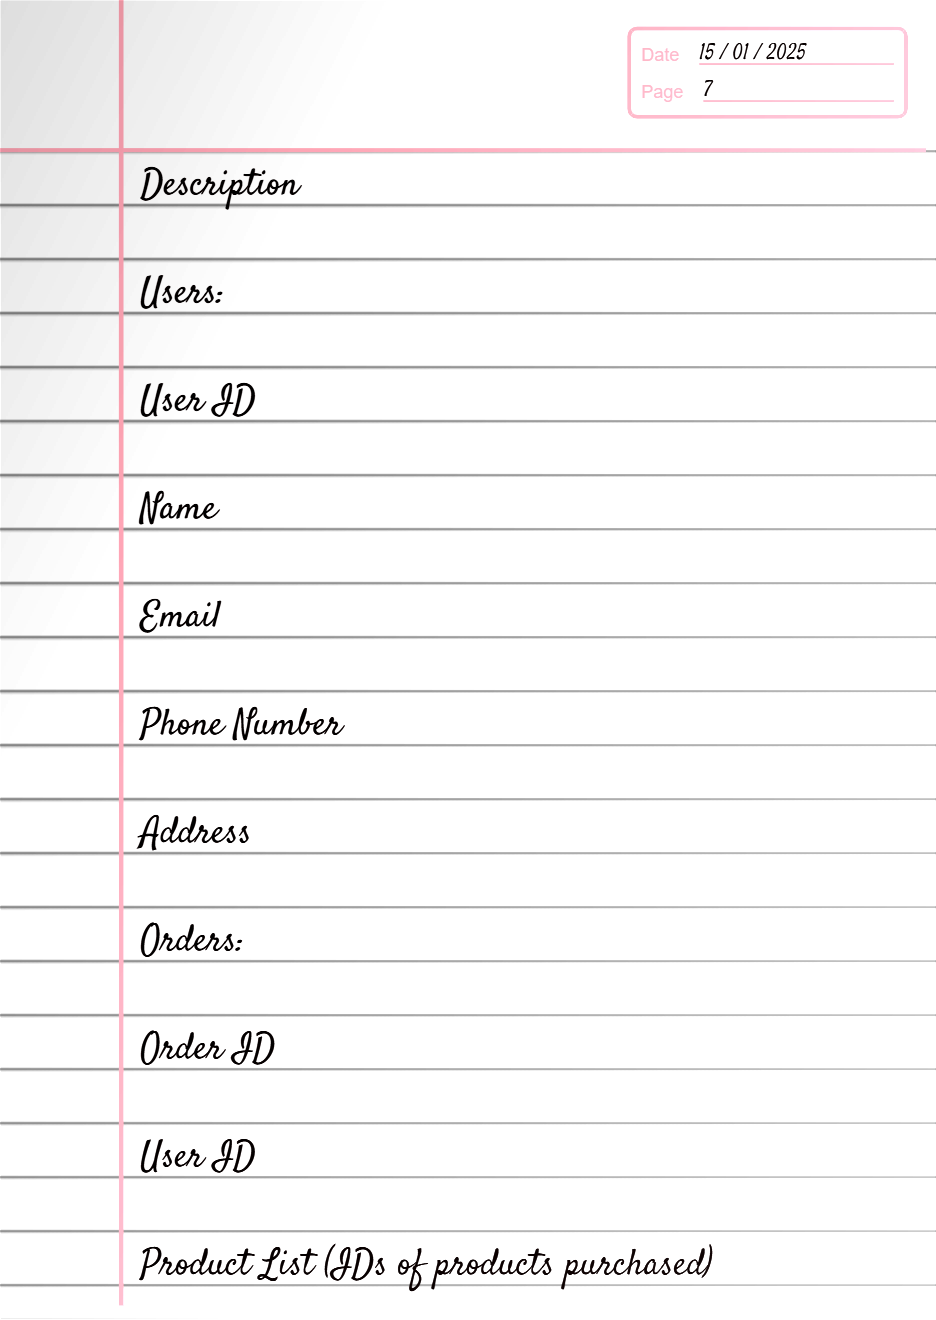 Date 15 / 01 / 2025
Page 7
Description
Users:
User ID
Name
Email
Phone Number
Address
Orders:
Order ID
User ID
Product List (IDs of products purchased)